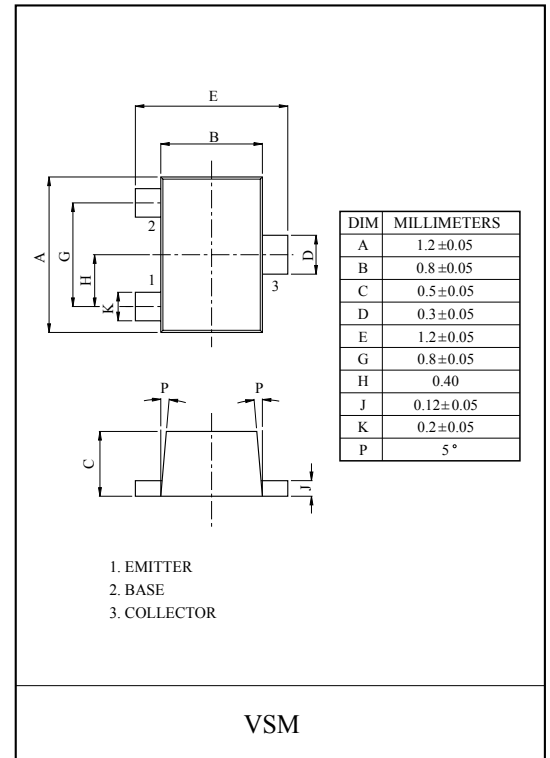 E
B
A
G
H
K
2
1
3
D
DIM MILLIMETERS
A 1.2±0.05
B 0.8±0.05
C 0.5±0.05
D 0.3±0.05
E 1.2±0.05
G 0.8±0.05
H 0.40
J 0.12±0.05
K 0.2±0.05
P 5°
P P
C
J
1. EMITTER
2. BASE
3. COLLECTOR
VSM